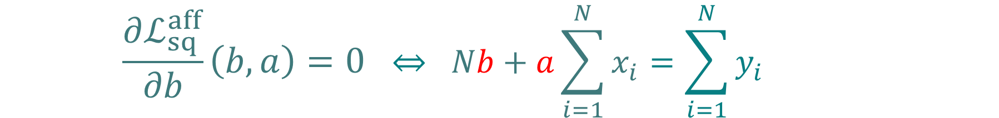 ∂ℒ_sq^aff/∂b (b, a) = 0 ⇔ Nb + a ∑_{i=1}^{N} x_i = ∑_{i=1}^{N} y_i